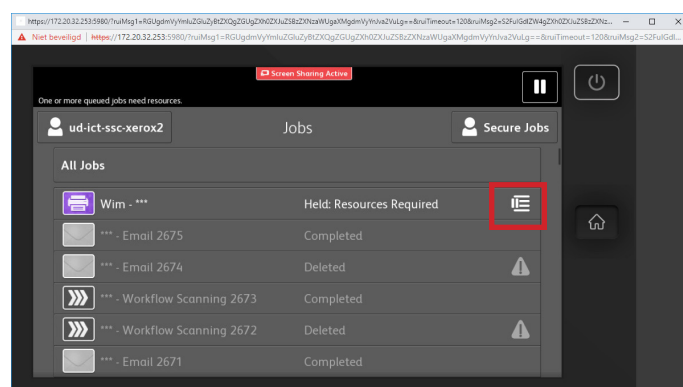 https://172.20.32.253:5980/?ruiMsg1=RGUgdmVyYmluZGluZyBtZXQgZGUgZXh0ZXJuZSBzZXNzaWUgaXMgdmVyYnJva2VuLg==&ruiTimeout=120&ruiMsg2=S2FuIGdlZW4gZXh0ZXJuZSBzZXNz...
Niet beveiligd | https://172.20.32.253:5980/?ruiMsg1=RGUgdmVyYmluZGluZyBtZXQgZGUgZXh0ZXJuZSBzZXNzaWUgaXMgdmVyYnJva2VuLg==&ruiTimeout=120&ruiMsg2=S2FuIGdl...
Screen Sharing Active
One or more queued jobs need resources.
ud-ict-ssc-xerox2
Jobs
Secure Jobs
All Jobs
Wim - *** Held: Resources Required
*** - Email 2675 Completed
*** - Email 2674 Deleted
*** - Workflow Scanning 2673 Completed
*** - Workflow Scanning 2672 Deleted
*** - Email 2671 Completed